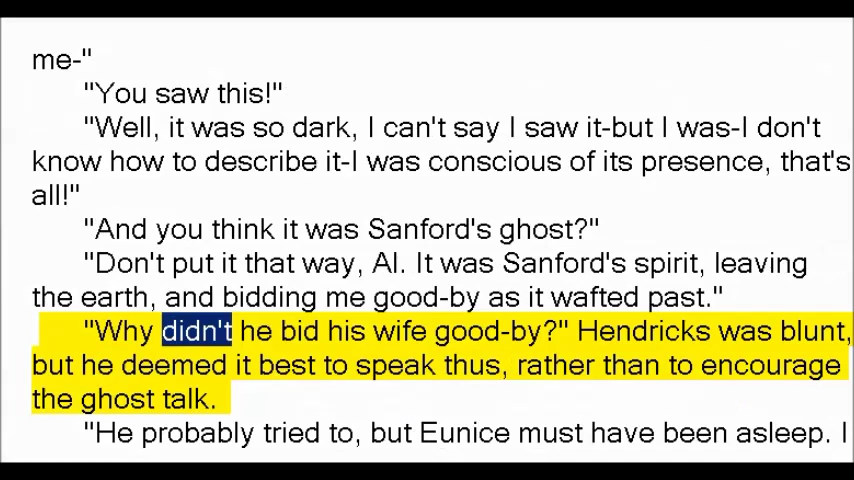 me-"
"You saw this!"
"Well, it was so dark, I can't say I saw it-but I was-I don't
know how to describe it-I was conscious of its presence, that's
all!"
"And you think it was Sanford's ghost?"
"Don't put it that way, Al. It was Sanford's spirit, leaving
the earth, and bidding me good-by as it wafted past."
"Why didn't he bid his wife good-by?" Hendricks was blunt,
but he deemed it best to speak thus, rather than to encourage
the ghost talk.
"He probably tried to, but Eunice must have been asleep. I